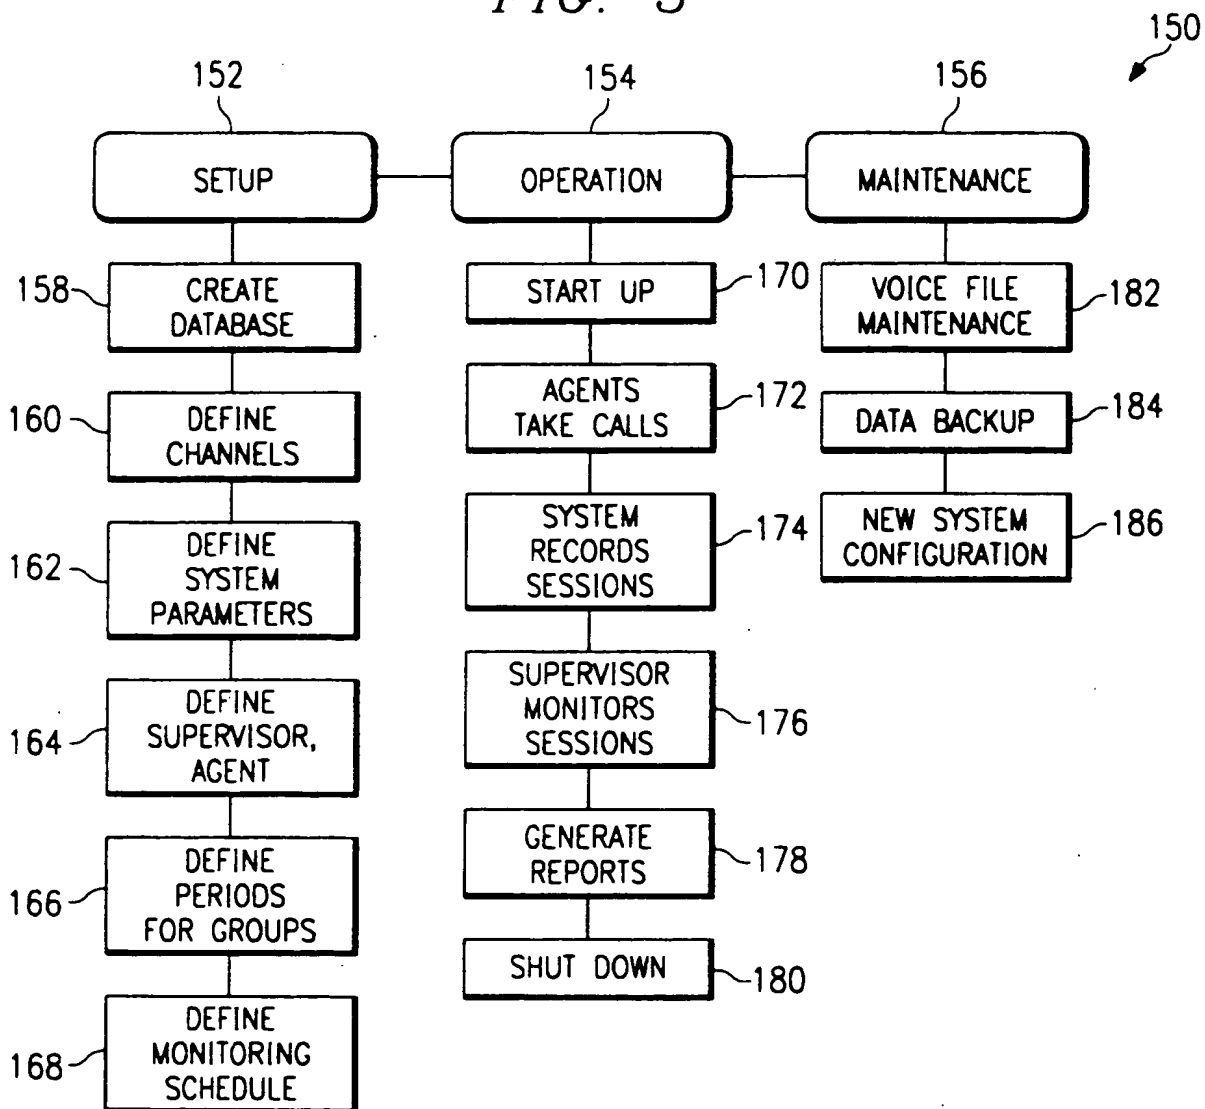 150
152
154
156
SETUP
OPERATION
MAINTENANCE
158
CREATE
DATABASE
160
DEFINE
CHANNELS
162
DEFINE
SYSTEM
PARAMETERS
164
DEFINE
SUPERVISOR,
AGENT
166
DEFINE
PERIODS
FOR GROUPS
168
DEFINE
MONITORING
SCHEDULE
START UP
170
AGENTS
TAKE CALLS
172
SYSTEM
RECORDS
SESSIONS
174
SUPERVISOR
MONITORS
SESSIONS
176
GENERATE
REPORTS
178
SHUT DOWN
180
VOICE FILE
MAINTENANCE
182
DATA BACKUP
184
NEW SYSTEM
CONFIGURATION
186